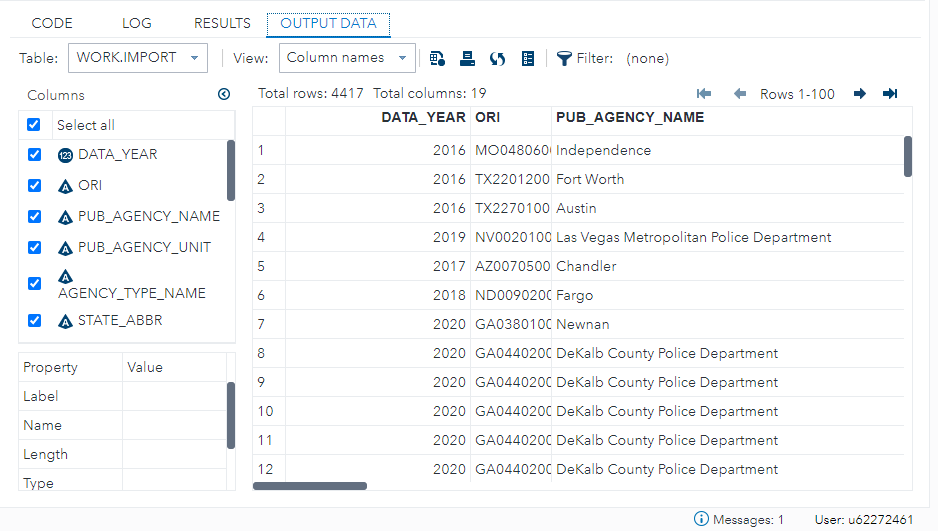 CODE LOG RESULTS OUTPUT DATA
Table: WORK.IMPORT View: Column names Filter: (none)
Columns
Total rows: 4417 Total columns: 19 Rows 1-100
Select all
123 DATA_YEAR
A ORI
A PUB_AGENCY_NAME
A PUB_AGENCY_UNIT
A
AGENCY_TYPE_NAME
A STATE_ABBR
Property Value
Label
Name
Length
Type
DATA_YEAR ORI PUB_AGENCY_NAME
1 2016 MO048060 Independence
2 2016 TX2201200 Fort Worth
3 2016 TX2270100 Austin
4 2019 NV0020100 Las Vegas Metropolitan Police Department
5 2017 AZ0070500 Chandler
6 2018 ND0090200 Fargo
7 2020 GA0380100 Newnan
8 2020 GA0440200 DeKalb County Police Department
9 2020 GA0440200 DeKalb County Police Department
10 2020 GA0440200 DeKalb County Police Department
11 2020 GA0440200 DeKalb County Police Department
12 2020 GA0440200 DeKalb County Police Department
Messages: 1 User: u62272461